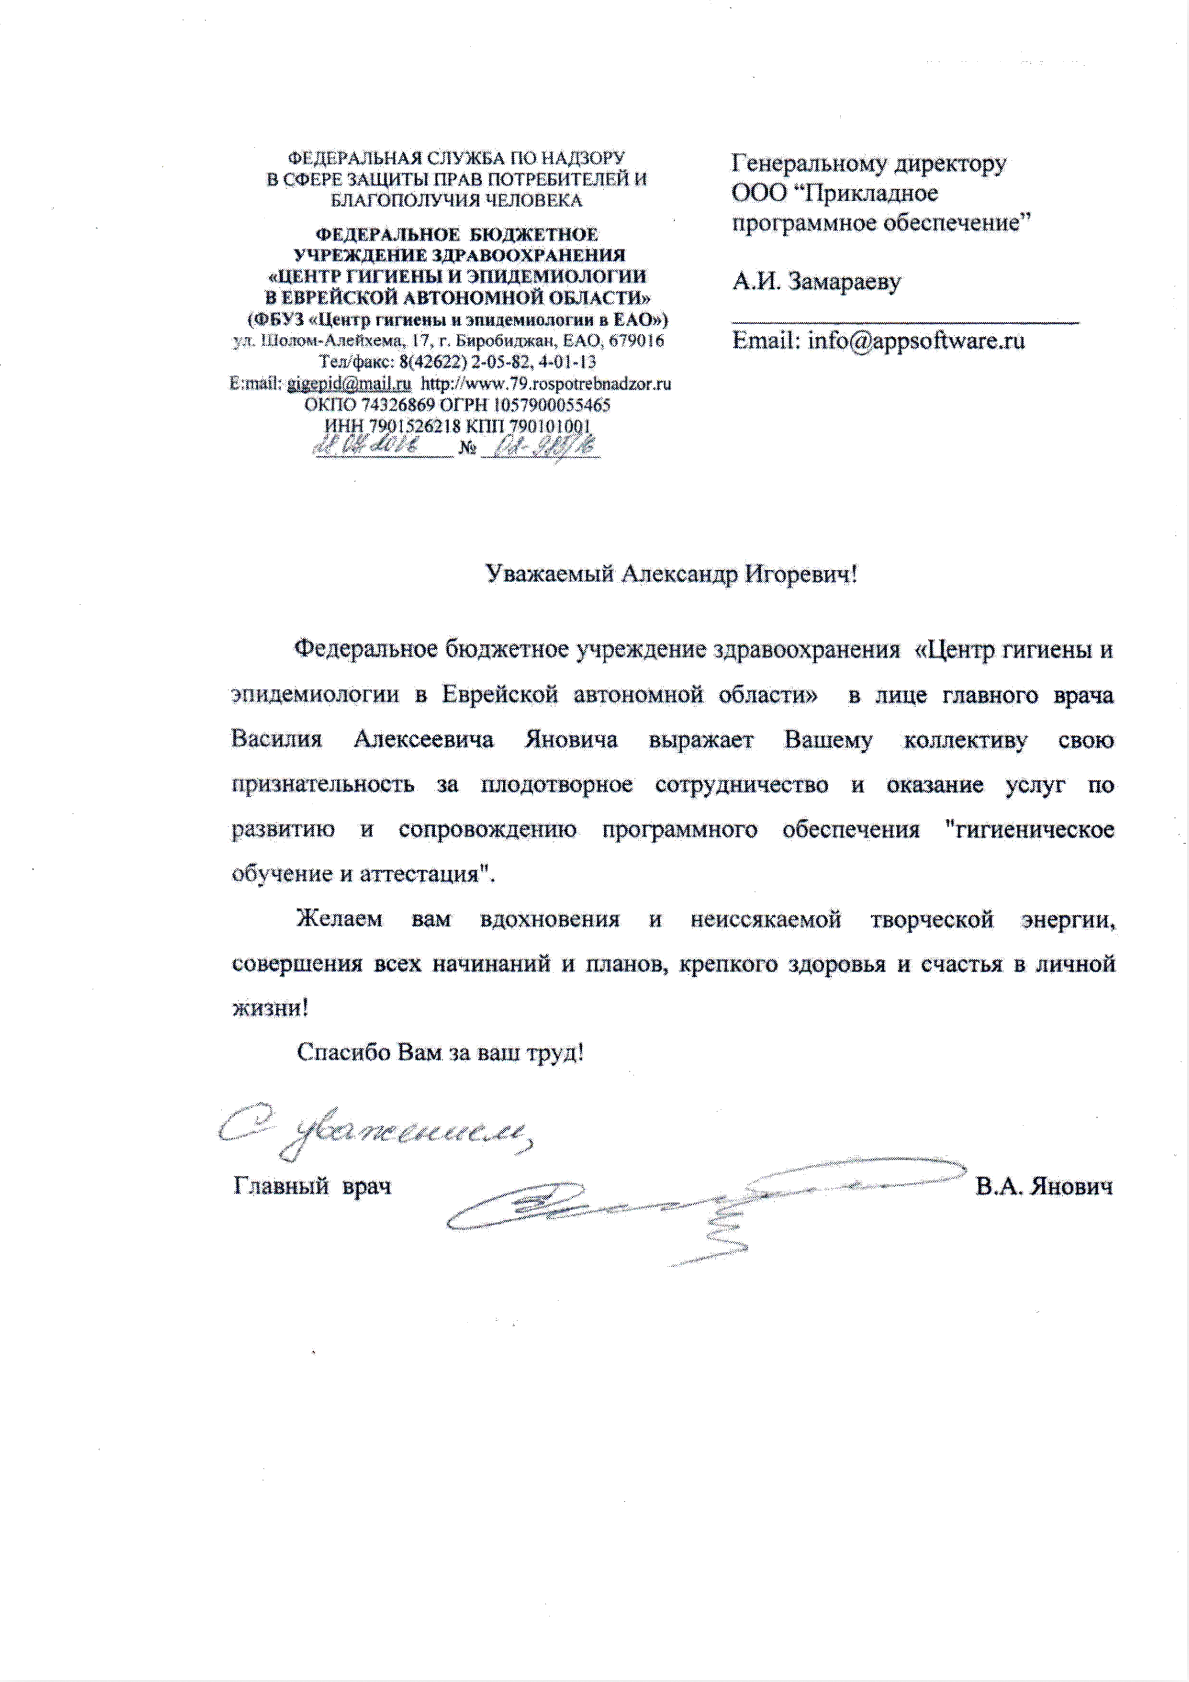 ФЕДЕРАЛЬНАЯ СЛУЖБА ПО НАДЗОРУ
В СФЕРЕ ЗАЩИТЫ ПРАВ ПОТРЕБИТЕЛЕЙ И
БЛАГОПОЛУЧИЯ ЧЕЛОВЕКА
ФЕДЕРАЛЬНОЕ БЮДЖЕТНОЕ
УЧРЕЖДЕНИЕ ЗДРАВООХРАНЕНИЯ
«ЦЕНТР ГИГИЕНЫ И ЭПИДЕМИОЛОГИИ
В ЕВРЕЙСКОЙ АВТОНОМНОЙ ОБЛАСТИ»
(ФБУЗ «Центр гигиены и эпидемиологии в ЕАО»)
ул. Шолом-Алейхема, 17, г. Биробиджан, ЕАО, 679016
Тел/факс: 8(42622) 2-05-82, 4-01-13
E:mail: gigepid@mail.ru http://www.79.rospotrebnadzor.ru
ОКПО 74326869 ОГРН 1057900055465
ИНН 7901526218 КПП 790101001
№
Генеральному директору
ООО “Прикладное
программное обеспечение”
А.И. Замараеву
Email: info@appsoftware.ru
Уважаемый Александр Игоревич!
Федеральное бюджетное учреждение здравоохранения «Центр гигиены и
эпидемиологии в Еврейской автономной области» в лице главного врача
Василия Алексеевича Яновича выражает Вашему коллективу свою
признательность за плодотворное сотрудничество и оказание услуг по
развитию и сопровождению программного обеспечения "гигиеническое
обучение и аттестация".
Желаем вам вдохновения и неиссякаемой творческой энергии,
совершения всех начинаний и планов, крепкого здоровья и счастья в личной
жизни!
Спасибо Вам за ваш труд!
С уважением,
Главный врач В.А. Янович